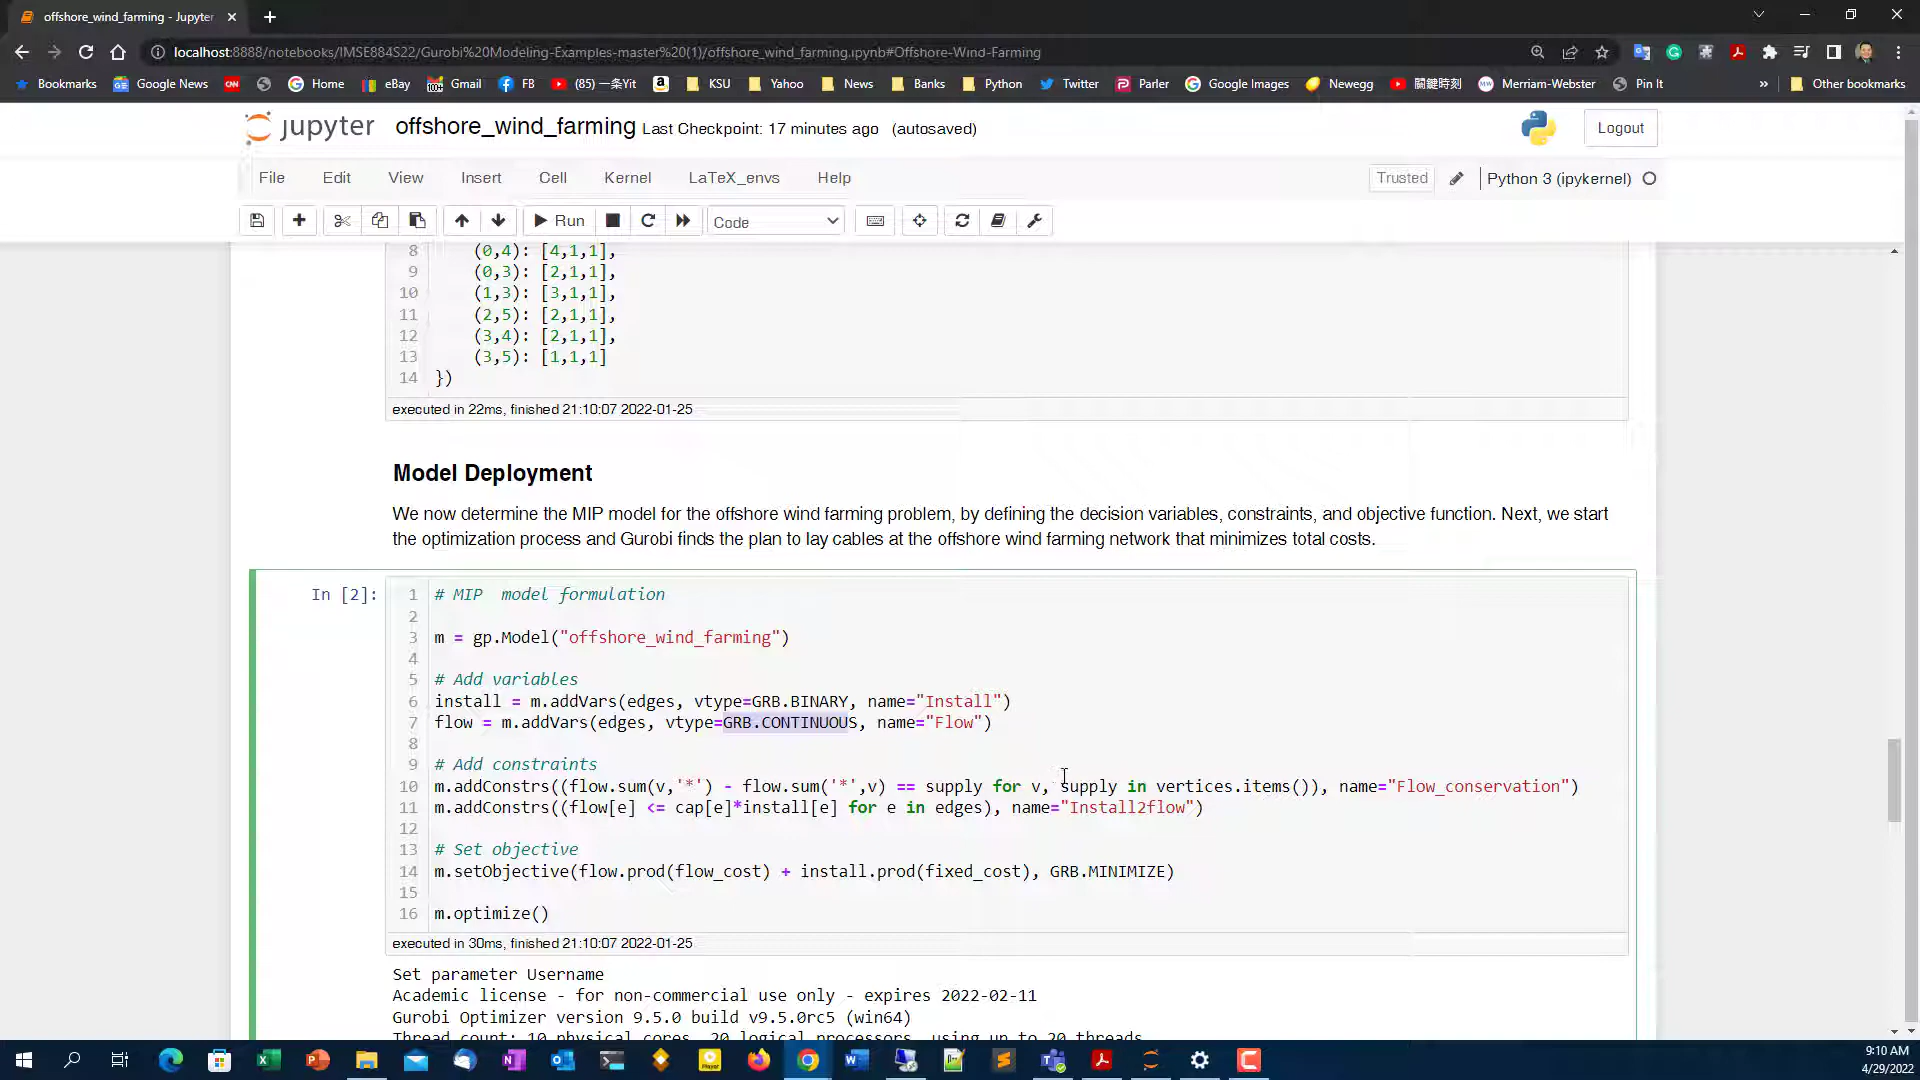 offshore_wind_farming - Jupyter
localhost:8888/notebooks/IMSE884S22/Gurobi%20Modeling-Examples-master%20(1)/offshore_wind_farming.ipynb#Offshore-Wind-Farming
Bookmarks Google News Home eBay Gmail FB (85) 一条Yit KSU Yahoo News Banks Python Twitter Parler Google Images Newegg 關鍵時刻 Merriam-Webster Pin It » Other bookmarks
jupyter offshore_wind_farming Last Checkpoint: 17 minutes ago (autosaved)
Logout
File Edit View Insert Cell Kernel LaTeX_envs Help
Trusted Python 3 (ipykernel)
Run Code
8 (0,4): [4,1,1],
9 (0,3): [2,1,1],
10 (1,3): [3,1,1],
11 (2,5): [2,1,1],
12 (3,4): [2,1,1],
13 (3,5): [1,1,1]
14 })
executed in 22ms, finished 21:10:07 2022-01-25
Model Deployment
We now determine the MIP model for the offshore wind farming problem, by defining the decision variables, constraints, and objective function. Next, we start
the optimization process and Gurobi finds the plan to lay cables at the offshore wind farming network that minimizes total costs.
In [2]:
1 # MIP  model formulation
2
3 m = gp.Model("offshore_wind_farming")
4
5 # Add variables
6 install = m.addVars(edges, vtype=GRB.BINARY, name="Install")
7 flow = m.addVars(edges, vtype=GRB.CONTINUOUS, name="Flow")
8
9 # Add constraints
10 m.addConstrs((flow.sum(v,'*') - flow.sum('*',v) == supply for v, supply in vertices.items()), name="Flow_conservation")
11 m.addConstrs((flow[e] <= cap[e]*install[e] for e in edges), name="Install2flow")
12
13 # Set objective
14 m.setObjective(flow.prod(flow_cost) + install.prod(fixed_cost), GRB.MINIMIZE)
15
16 m.optimize()
executed in 30ms, finished 21:10:07 2022-01-25
Set parameter Username
Academic license - for non-commercial use only - expires 2022-02-11
Gurobi Optimizer version 9.5.0 build v9.5.0rc5 (win64)
Thread count: 10 physical cores, 20 logical processors, using up to 20 threads
9:10 AM
4/29/2022